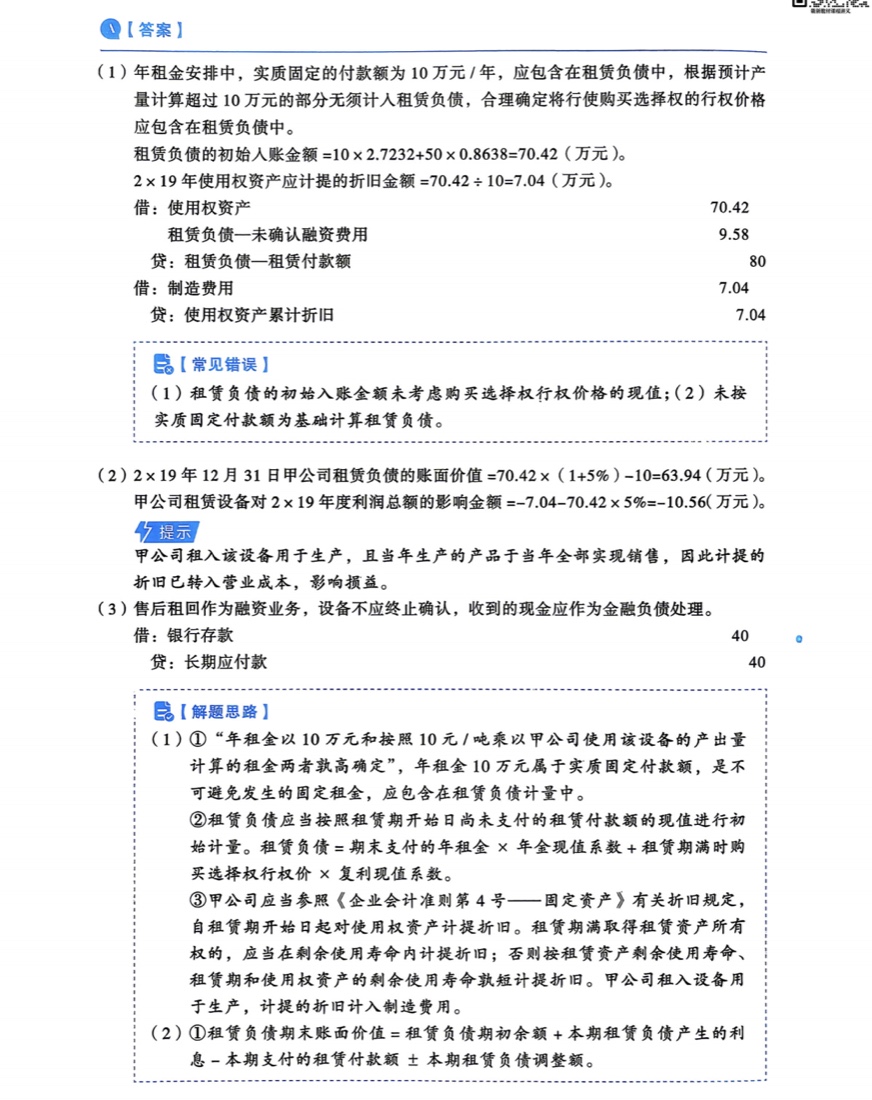 【答案】
（1）年租金安排中，实质固定的付款额为 10 万元 / 年，应包含在租赁负债中，根据预计产
量计算超过 10 万元的部分无须计入租赁负债，合理确定将行使购买选择权的行权价格
应包含在租赁负债中。
租赁负债的初始入账金额 =10×2.7232+50×0.8638=70.42（万元）。
2×19 年使用权资产应计提的折旧金额 =70.42÷10=7.04（万元）。
借：使用权资产 70.42
租赁负债—未确认融资费用 9.58
贷：租赁负债—租赁付款额 80
借：制造费用 7.04
贷：使用权资产累计折旧 7.04
【常见错误】
（1）租赁负债的初始入账金额未考虑购买选择权行权价格的现值；（2）未按
实质固定付款额为基础计算租赁负债。
（2）2×19 年 12 月 31 日甲公司租赁负债的账面价值 =70.42×（1+5%）-10=63.94（万元）。
甲公司租赁设备对 2×19 年度利润总额的影响金额 =-7.04-70.42×5%=-10.56（万元）。
提示
甲公司租入该设备用于生产，且当年生产的产品于当年全部实现销售，因此计提的
折旧已转入营业成本，影响损益。
（3）售后租回作为融资业务，设备不应终止确认，收到的现金应作为金融负债处理。
借：银行存款 40
贷：长期应付款 40
【解题思路】
（1）①“年租金以 10 万元和按照 10 元 / 吨乘以甲公司使用该设备的产出量
计算的租金两者孰高确定”，年租金 10 万元属于实质固定付款额，是不
可避免发生的固定租金，应包含在租赁负债计量中。
②租赁负债应当按照租赁期开始日尚未支付的租赁付款额的现值进行初
始计量。租赁负债 = 期末支付的年租金 × 年金现值系数 + 租赁期满时购
买选择权行权价 × 复利现值系数。
③甲公司应当参照《企业会计准则第 4 号——固定资产》有关折旧规定，
自租赁期开始日起对使用权资产计提折旧。租赁期满取得租赁资产所有
权的，应当在剩余使用寿命内计提折旧；否则按租赁资产剩余使用寿命、
租赁期和使用权资产的剩余使用寿命孰短计提折旧。甲公司租入设备用
于生产，计提的折旧计入制造费用。
（2）①租赁负债期末账面价值 = 租赁负债期初余额 + 本期租赁负债产生的利
息 - 本期支付的租赁付款额 ± 本期租赁负债调整额。